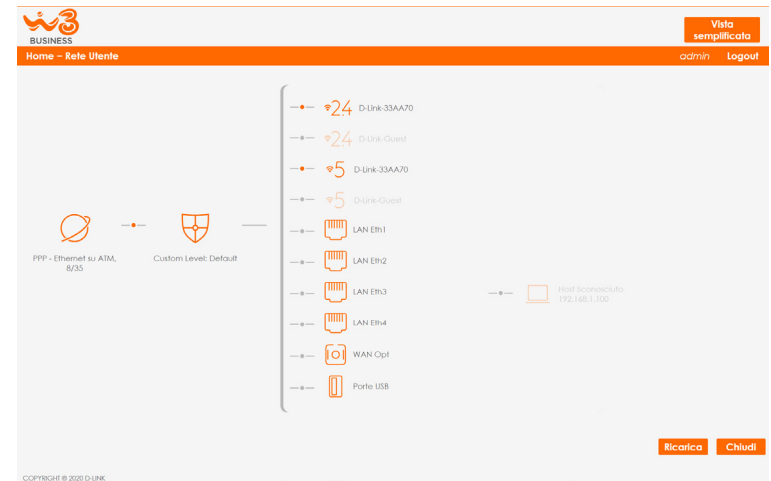 W3
BUSINESS
Vista
semplificata
Home – Rete Utente
admin Logout
2.4 D-Link-33AA70
2.4 D-Link-Guest
5 D-Link-33AA70
5 D-Link-Guest
PPP - Ethernet su ATM,
8/35
Custom Level: Default
LAN Eth1
LAN Eth2
LAN Eth3
Host Sconosciuto
192.168.1.100
LAN Eth4
WAN Opt
Porte USB
Ricarica Chiudi
COPYRIGHT © 2020 D-LINK